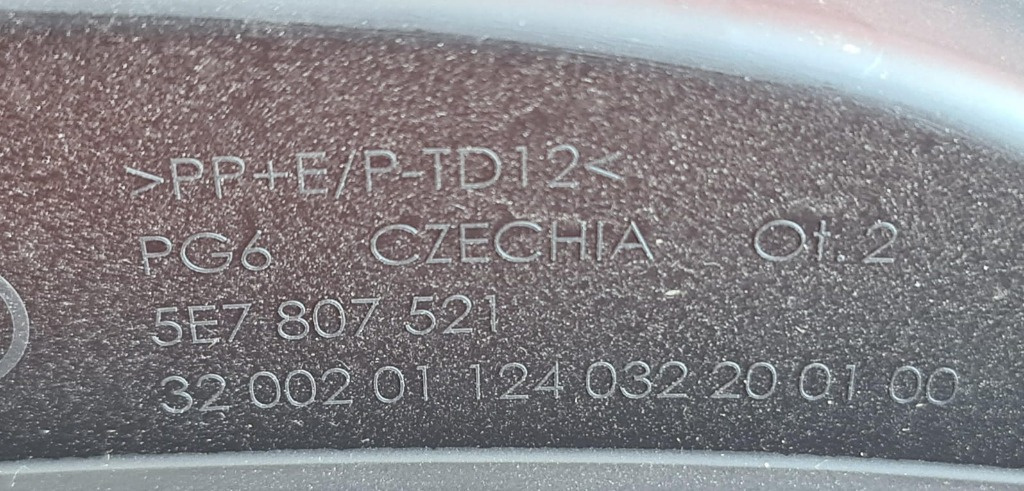 >PP+E/P-TD12<
PG6 CZECHIA Ot.2
5E7 807 521
32 002 01 124 032 20 01 00